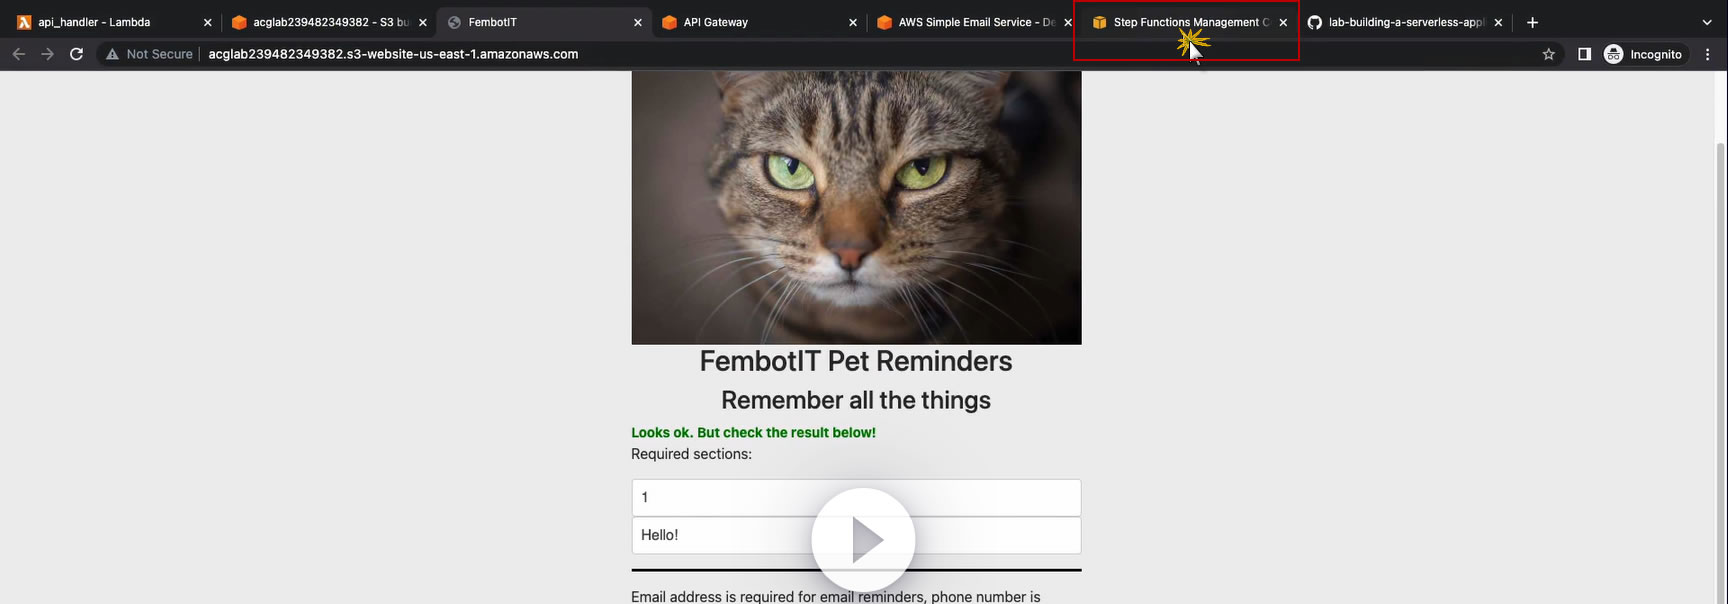 api_handler - Lambda
acglab239482349382 - S3 bu
FembotIT
API Gateway
AWS Simple Email Service - De
Step Functions Management C
lab-building-a-serverless-appl
Not Secure
acglab239482349382.s3-website-us-east-1.amazonaws.com
Incognito
FembotIT Pet Reminders
Remember all the things
Looks ok. But check the result below!
Required sections:
1
Hello!
Email address is required for email reminders, phone number is